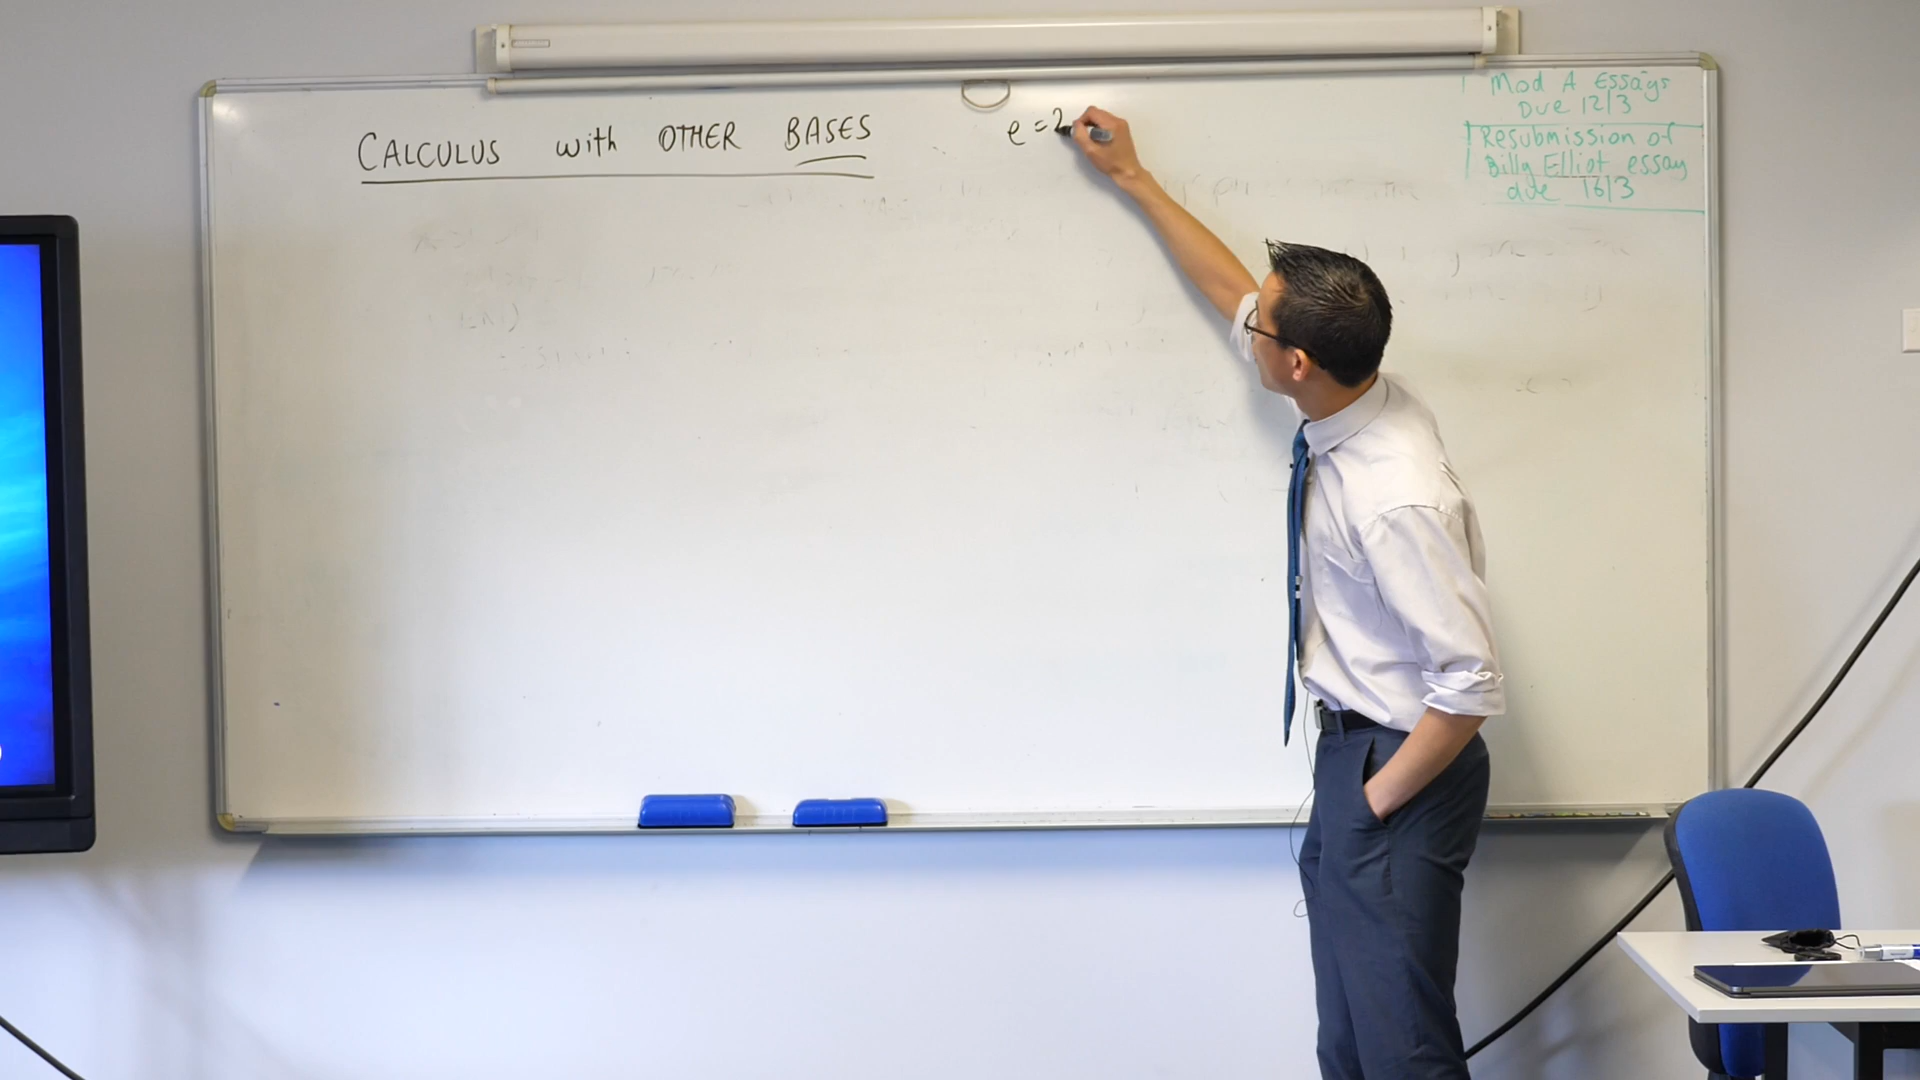 CALCULUS with OTHER BASES
e = 2
Mod A Essays
Due 12/3
Resubmission of
Billy Elliot essay
due 16/3